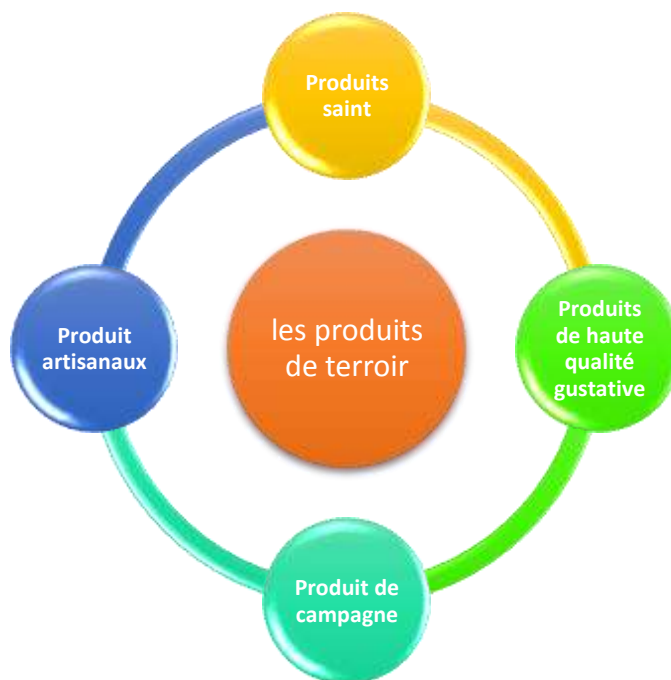 Produits
saint
les produits
de terroir
Produits
de haute
qualité
gustative
Produit
artisanaux
Produit de
campagne